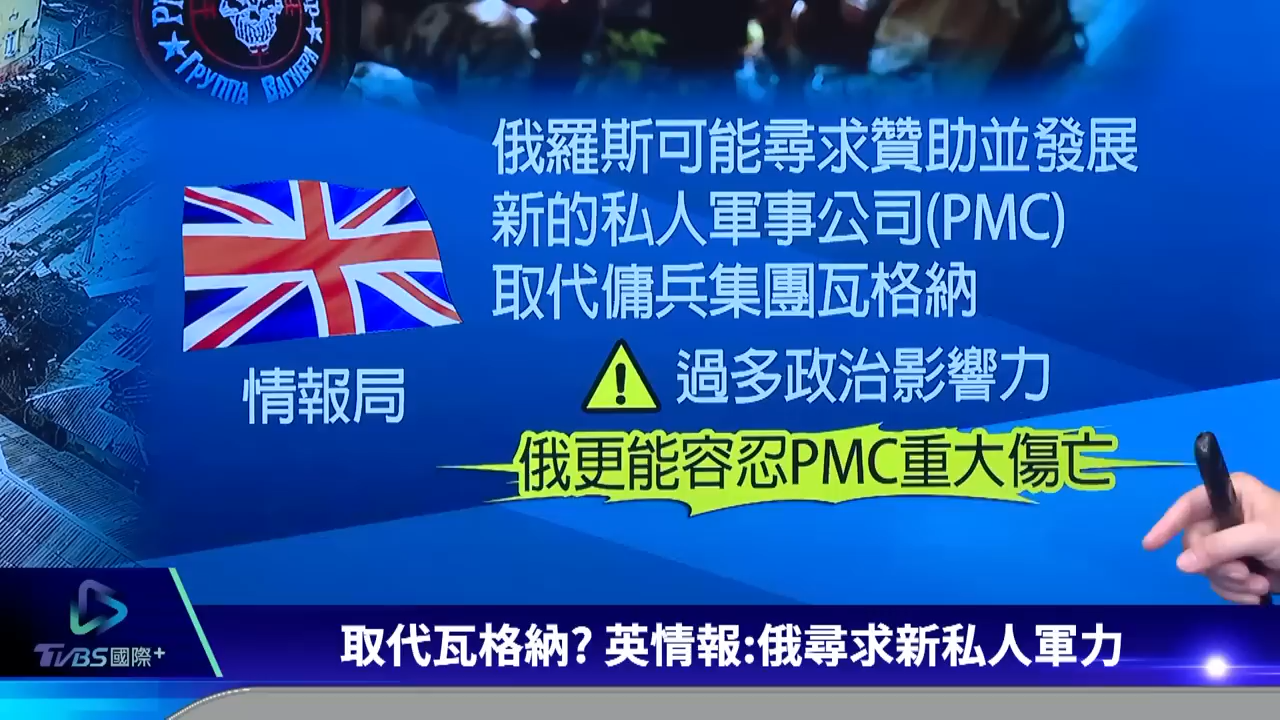 Группа Вагнера
俄羅斯可能尋求贊助並發展
新的私人軍事公司(PMC)
取代傭兵集團瓦格納
情報局
過多政治影響力
俄更能容忍PMC重大傷亡
取代瓦格納? 英情報:俄尋求新私人軍力
TVBS國際+